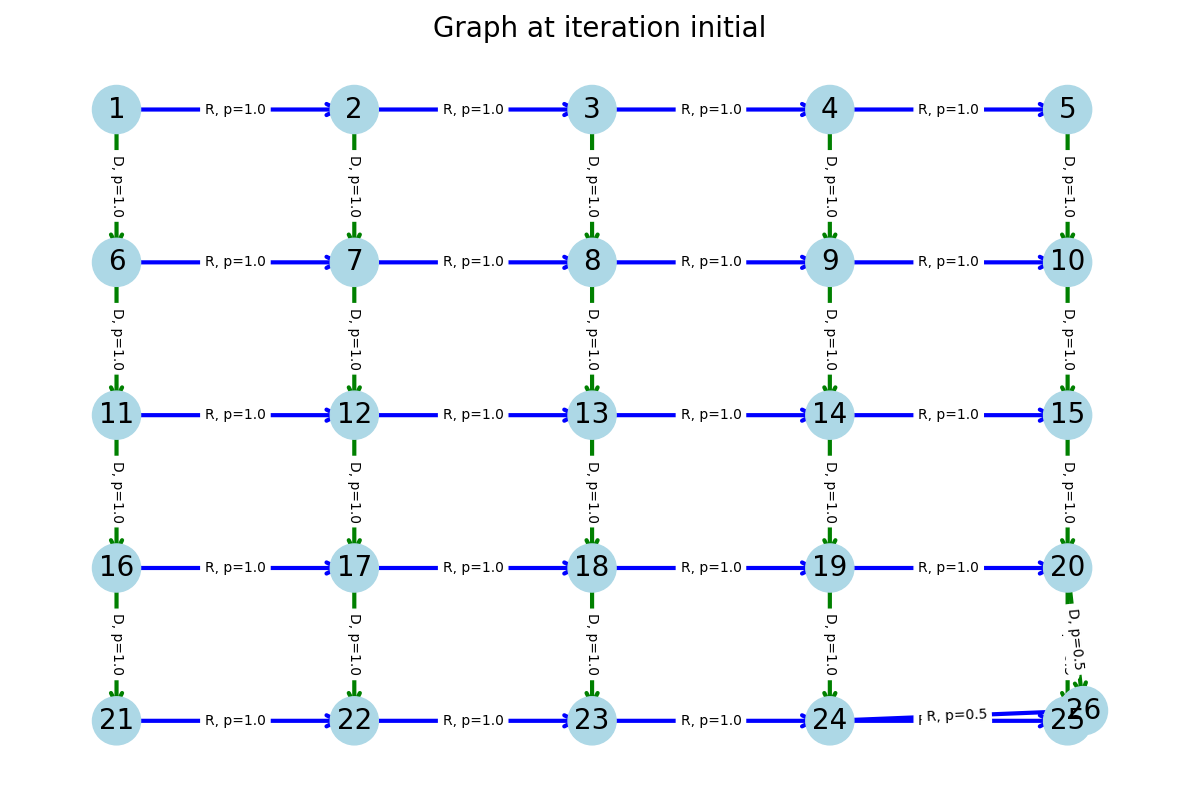 Graph at iteration initial
1 R, p=1.0 2 R, p=1.0 3 R, p=1.0 4 R, p=1.0 5
D, p=1.0 D, p=1.0 D, p=1.0 D, p=1.0 D, p=1.0
6 R, p=1.0 7 R, p=1.0 8 R, p=1.0 9 R, p=1.0 10
D, p=1.0 D, p=1.0 D, p=1.0 D, p=1.0 D, p=1.0
11 R, p=1.0 12 R, p=1.0 13 R, p=1.0 14 R, p=1.0 15
D, p=1.0 D, p=1.0 D, p=1.0 D, p=1.0 D, p=1.0
16 R, p=1.0 17 R, p=1.0 18 R, p=1.0 19 R, p=1.0 20
D, p=1.0 D, p=1.0 D, p=1.0 D, p=1.0 D, p=0.5
21 R, p=1.0 22 R, p=1.0 23 R, p=1.0 24 R, p=0.5 25 26